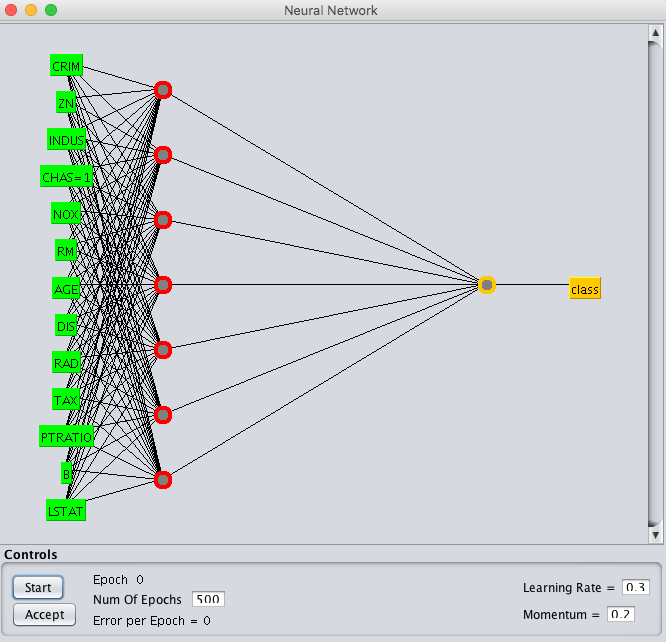 Neural Network
CRIM
ZN
INDUS
CHAS=1
NOX
RM
AGE
DIS
RAD
TAX
PTRATIO
B
LSTAT
class
Controls
Start
Accept
Epoch 0
Num Of Epochs 500
Error per Epoch = 0
Learning Rate = 0.3
Momentum = 0.2